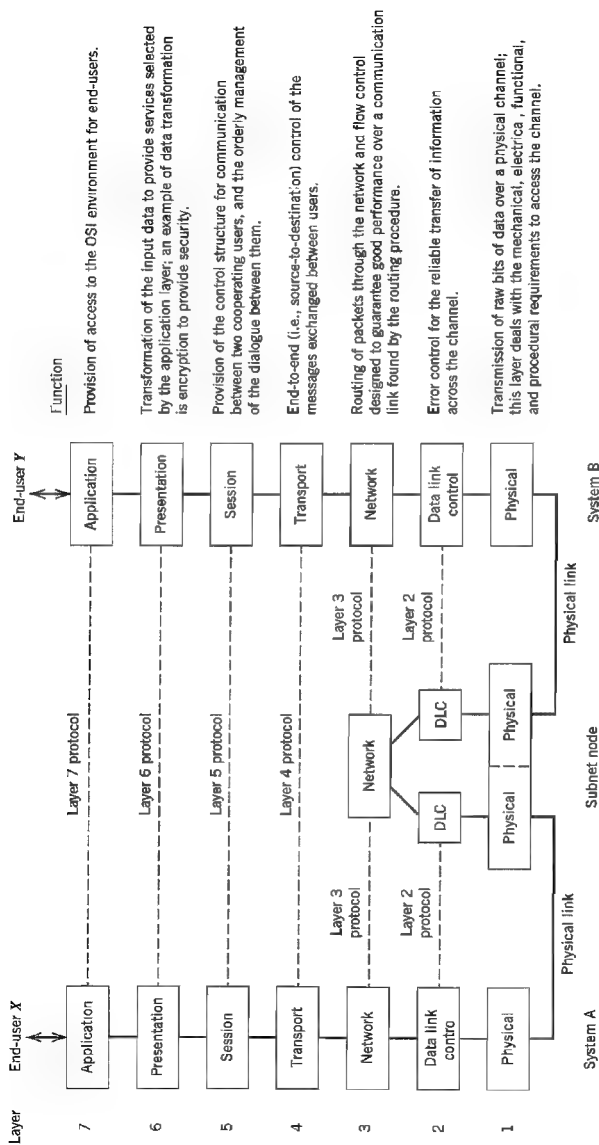 Layer
End-user X
End-user Y
Function
7
Application
Layer 7 protocol
Application
Provision of access to the OSI environment for end-users.
6
Presentation
Layer 6 protocol
Presentation
Transformation of the input data to provide services selected
by the application layer; an example of data transformation
is encryption to provide security.
5
Session
Layer 5 protocol
Session
Provision of the control structure for communication
between two cooperating users, and the orderly management
of the dialogue between them.
4
Transport
Layer 4 protocol
Transport
End-to-end (i.e., source-to-destination) control of the
messages exchanged between users.
3
Network
Layer 3
protocol
Network
Layer 3
protocol
Network
Routing of packets through the network and flow control
designed to guarantee good performance over a communication
link found by the routing procedure.
2
Data link
contro
Layer 2
protocol
DLC
DLC
Layer 2
protocol
Data link
control
Error control for the reliable transfer of information
across the channel.
1
Physical
Physical
Physical
Physical
Transmission of raw bits of data over a physical channel;
this layer deals with the mechanical, electrica , functional,
and procedural requirements to access the channel.
Physical link
Physical link
System A
Subnet node
System B